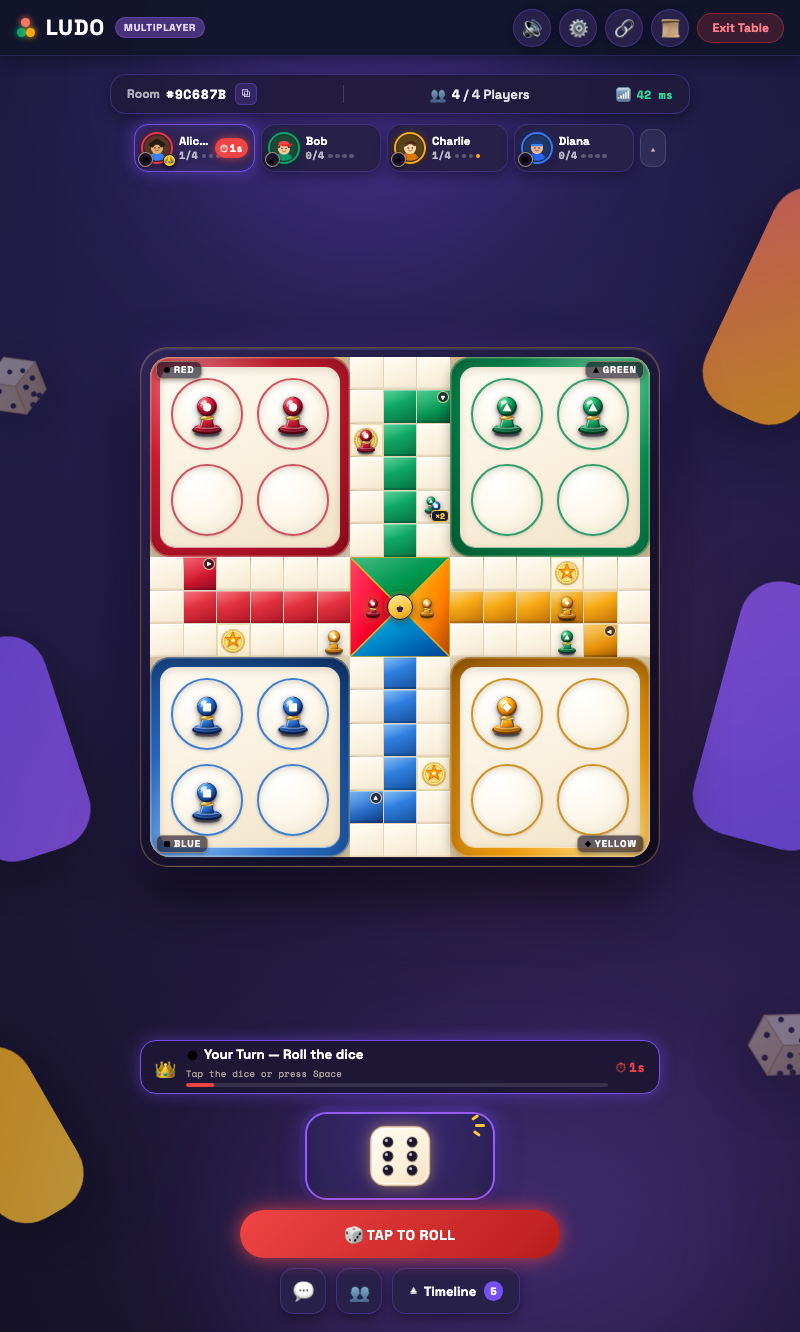 LUDO MULTIPLAYER
Exit Table
Room #9C687B
4 / 4 Players
42 ms
Alic...
1/4
1s
Bob
0/4
Charlie
1/4
Diana
0/4
RED
GREEN
×2
BLUE
YELLOW
Your Turn — Roll the dice
Tap the dice or press Space
1s
TAP TO ROLL
Timeline 5